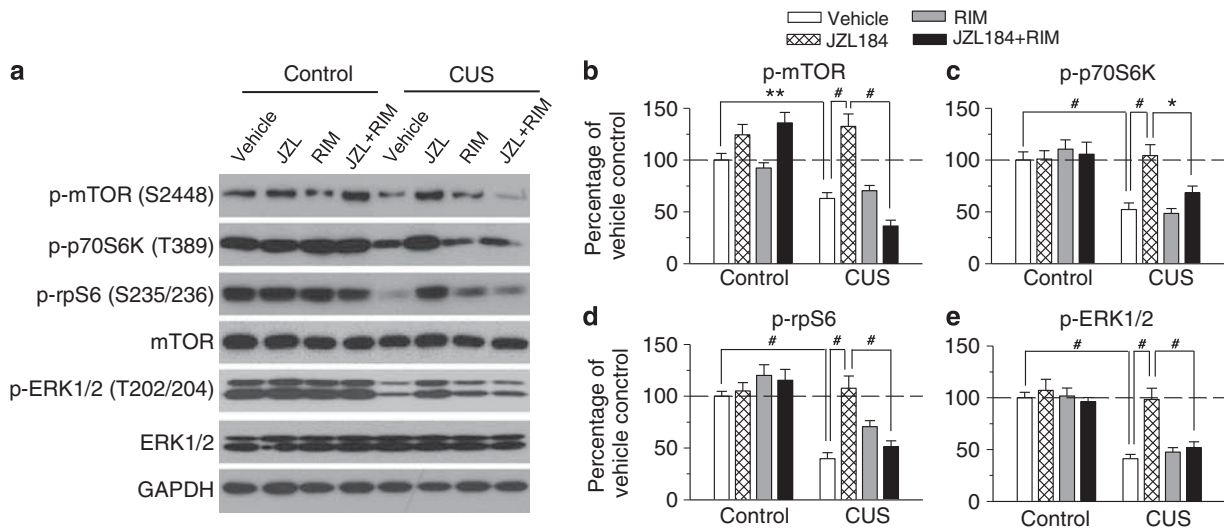 Vehicle
RIM
JZL184
JZL184+RIM
a
Control
CUS
Vehicle
JZL
RIM
JZL+RIM
Vehicle
JZL
RIM
JZL+RIM
p-mTOR (S2448)
p-p70S6K (T389)
p-rpS6 (S235/236)
mTOR
p-ERK1/2 (T202/204)
ERK1/2
GAPDH
b
p-mTOR
** # #
150
100
50
0
Percentage of
vehicle conctrol
Control
CUS
c
p-p70S6K
# # *
150
100
50
0
Control
CUS
d
p-rpS6
# # #
150
100
50
0
Percentage of
vehicle conctrol
Control
CUS
e
p-ERK1/2
# # #
150
100
50
0
Control
CUS